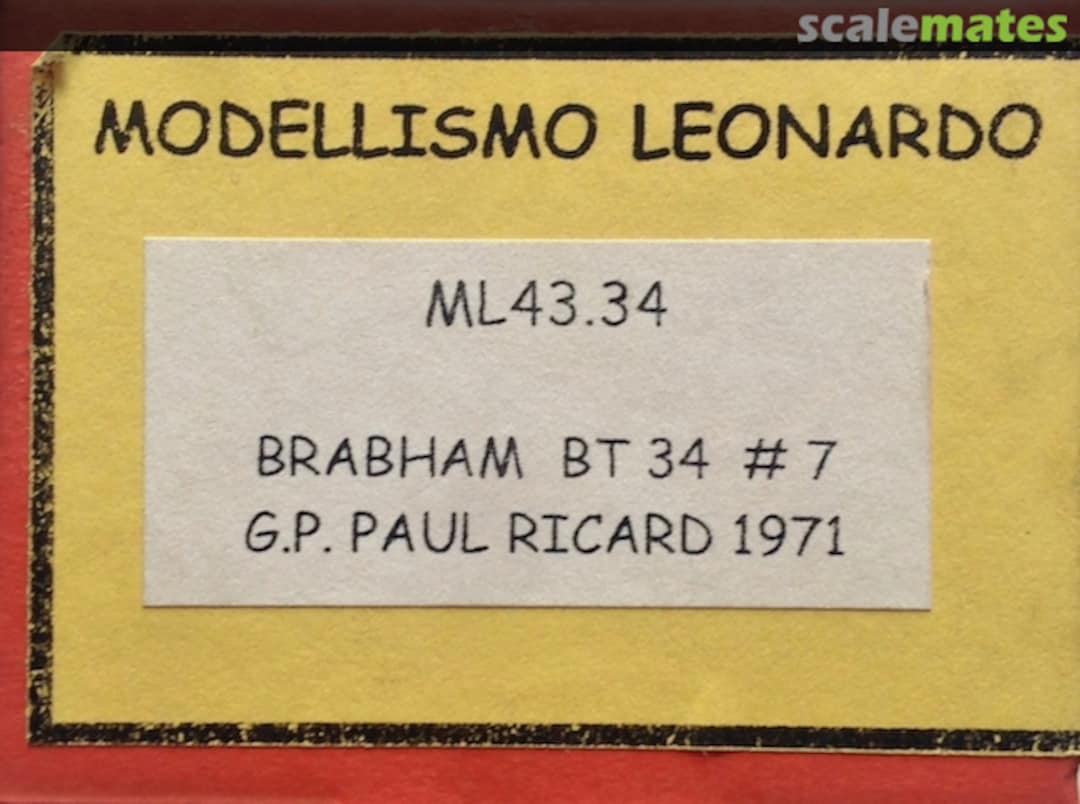 scalemates
MODELLISMO LEONARDO
ML43.34
BRABHAM BT 34 # 7
G.P. PAUL RICARD 1971